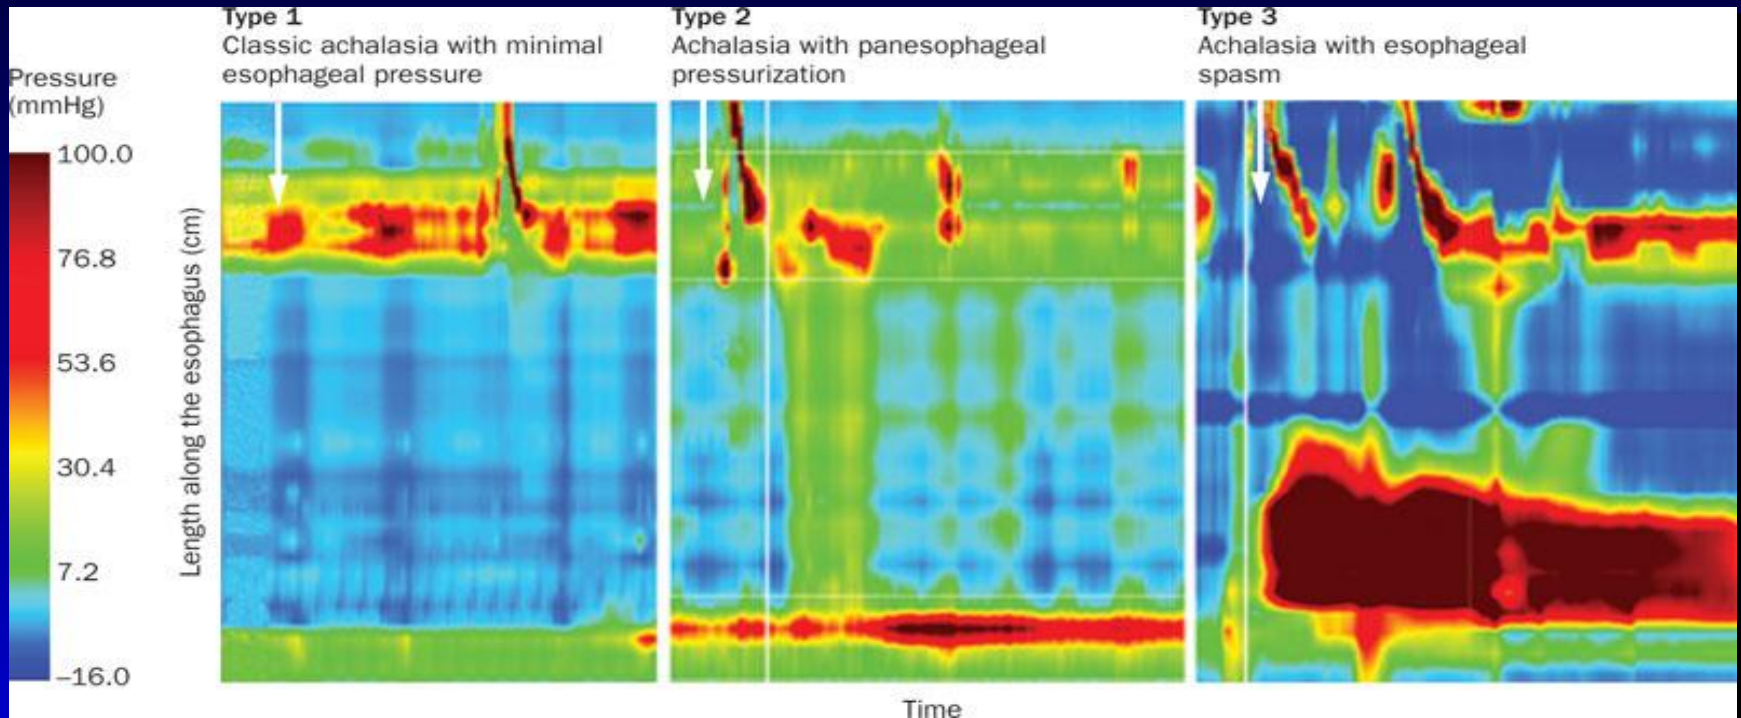 Type 1
Classic achalasia with minimal
esophageal pressure
Type 2
Achalasia with panesophageal
pressurization
Type 3
Achalasia with esophageal
spasm
Pressure
(mmHg)
100.0
76.8
53.6
30.4
7.2
–16.0
Length along the esophagus (cm)
Time